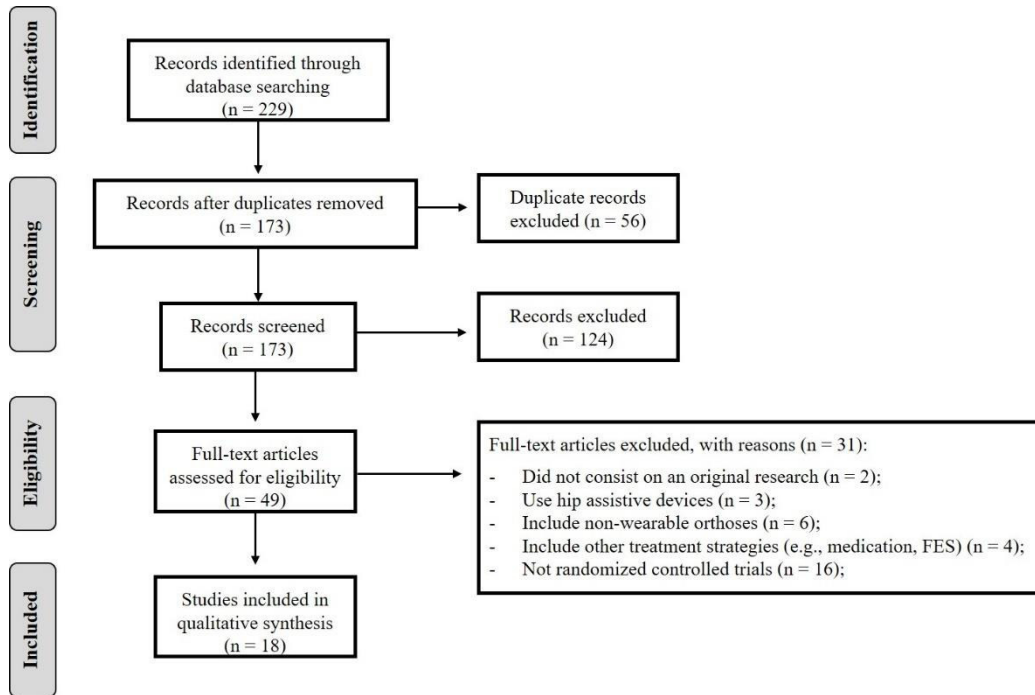 Identification
Records identified through
database searching
(n = 229)
Screening
Records after duplicates removed
(n = 173)
Duplicate records
excluded (n = 56)
Records screened
(n = 173)
Records excluded
(n = 124)
Eligibility
Full-text articles
assessed for eligibility
(n = 49)
Full-text articles excluded, with reasons (n = 31):
- Did not consist on an original research (n = 2);
- Use hip assistive devices (n = 3);
- Include non-wearable orthoses (n = 6);
- Include other treatment strategies (e.g., medication, FES) (n = 4);
- Not randomized controlled trials (n = 16);
Included
Studies included in
qualitative synthesis
(n = 18)